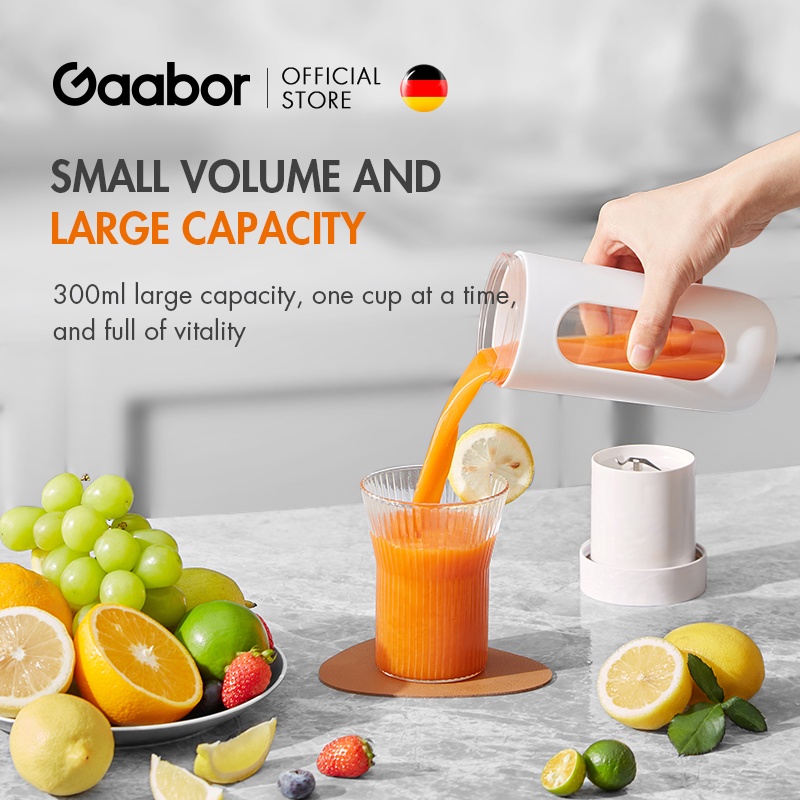 Gaabor
OFFICIAL
STORE
SMALL VOLUME AND
LARGE CAPACITY
300ml large capacity, one cup at a time,
and full of vitality